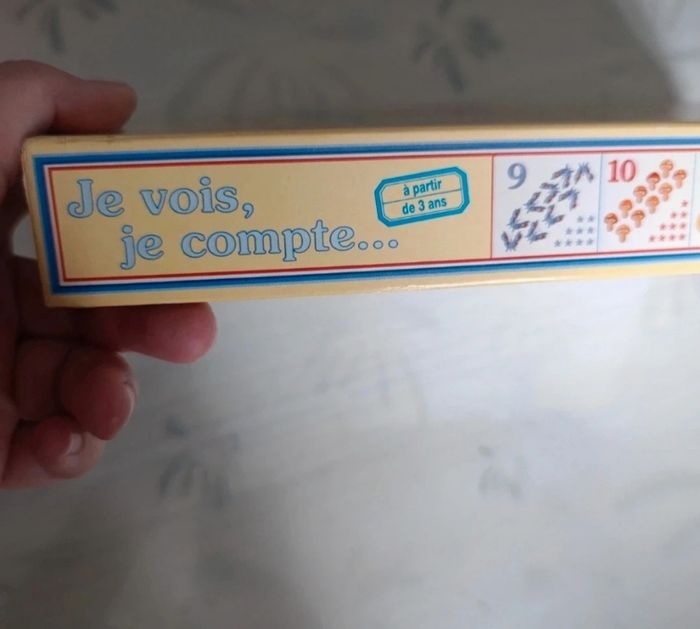 Je vois,
je compte...
à partir
de 3 ans
9
10